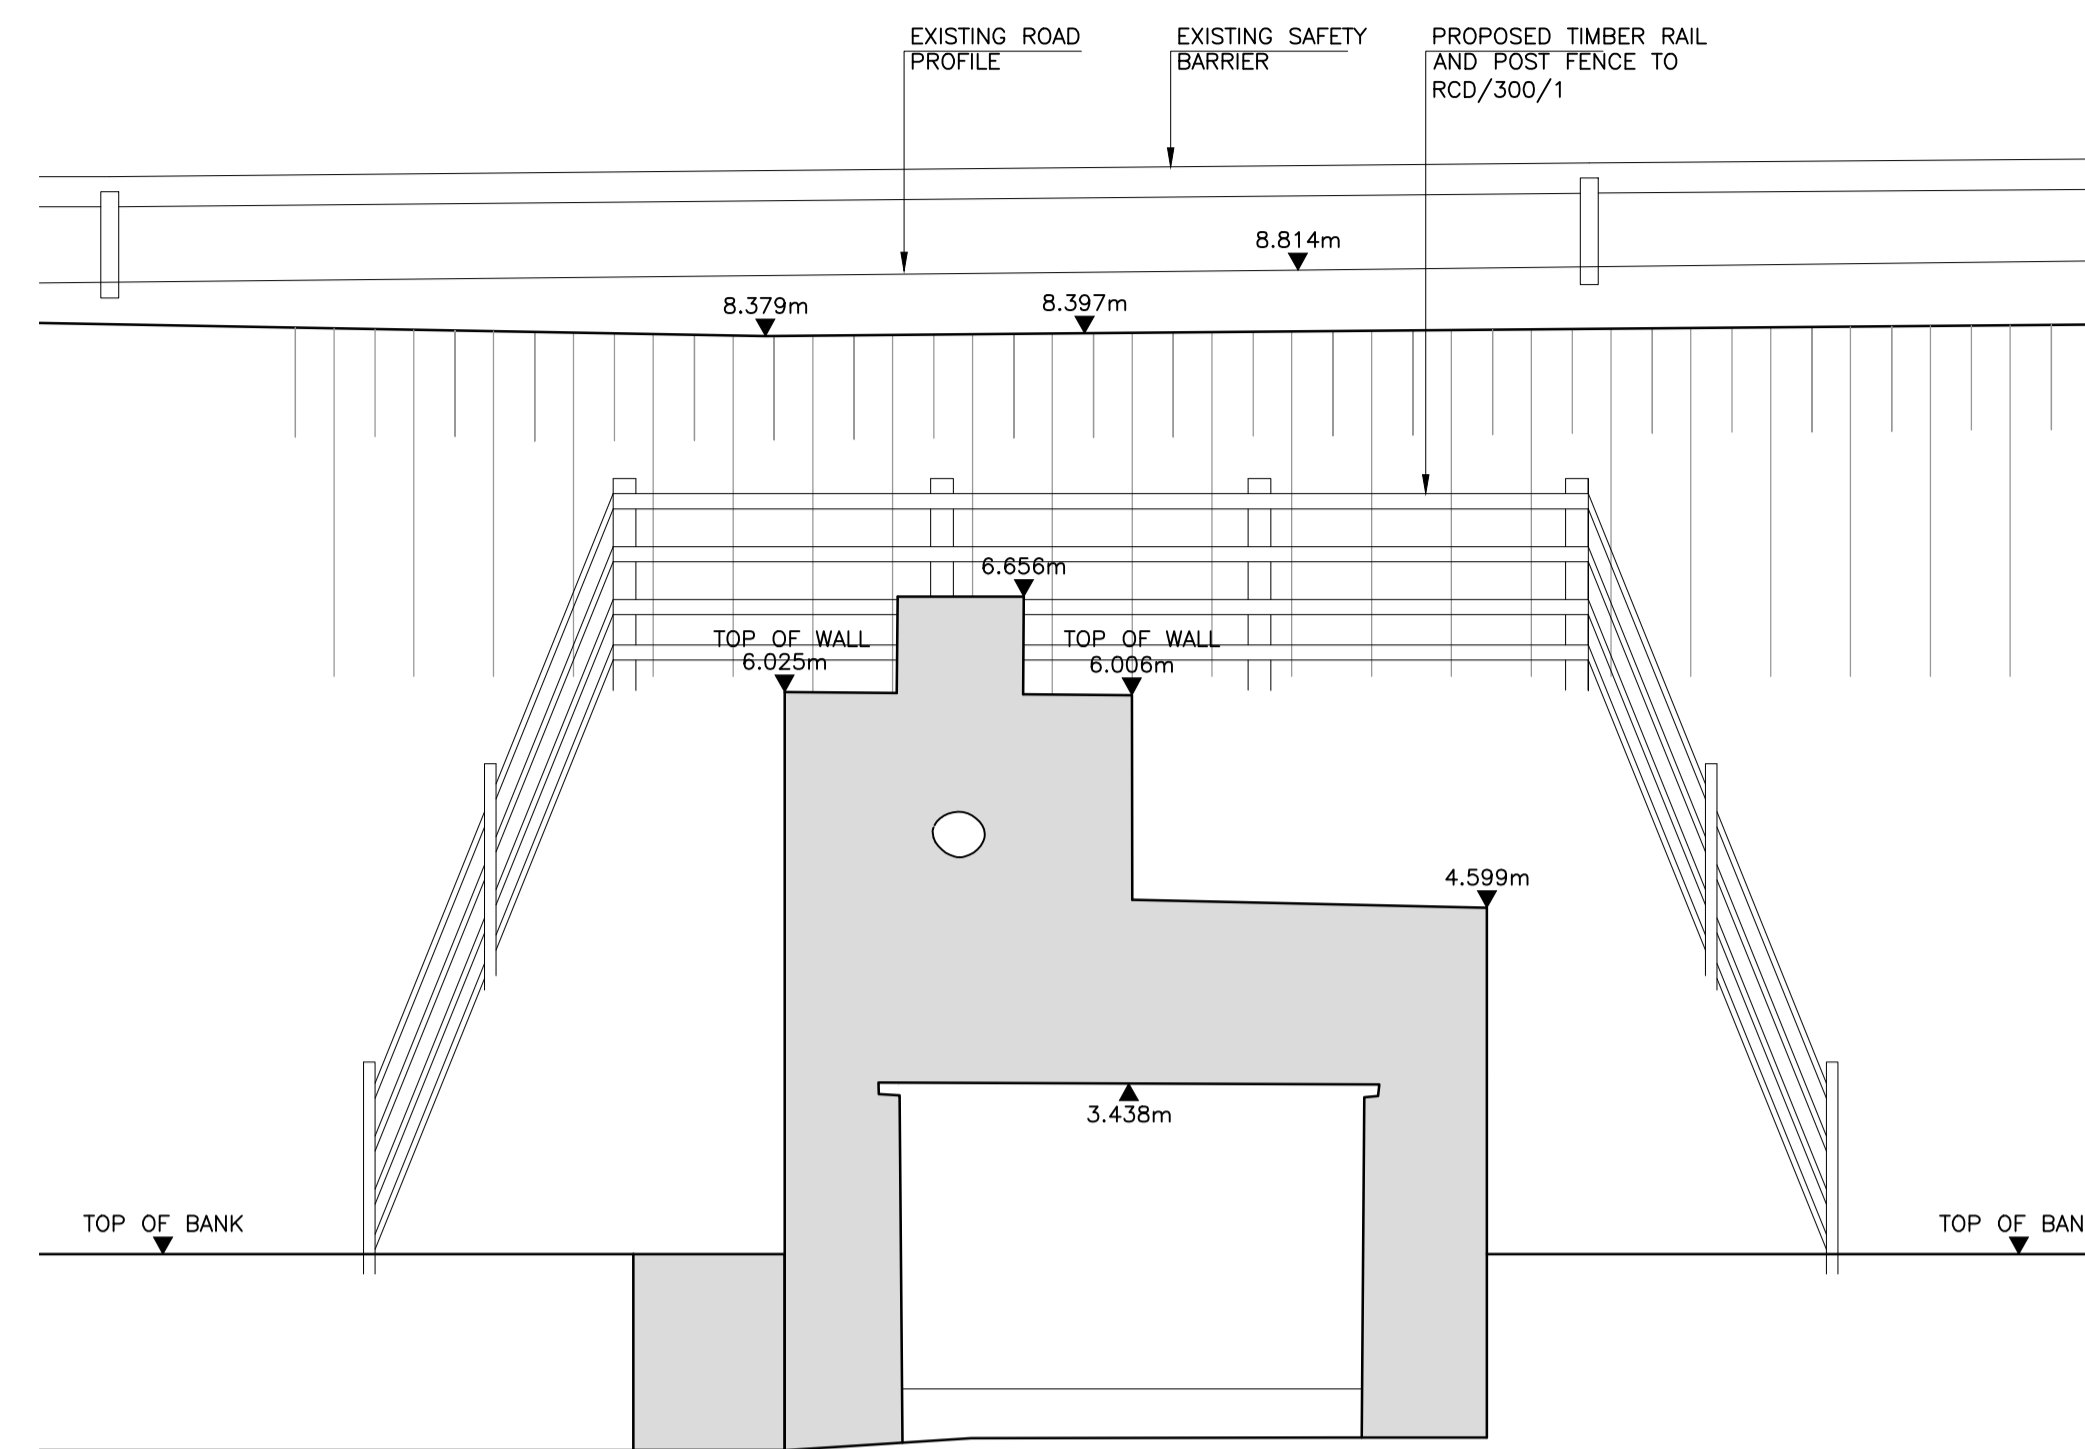 EXISTING ROAD
PROFILE
EXISTING SAFETY
BARRIER
PROPOSED TIMBER RAIL
AND POST FENCE TO
RCD/300/1
8.814m
8.379m
8.397m
6.656m
TOP OF WALL
6.025m
TOP OF WALL
6.006m
4.599m
3.438m
TOP OF BANK
TOP OF BAN